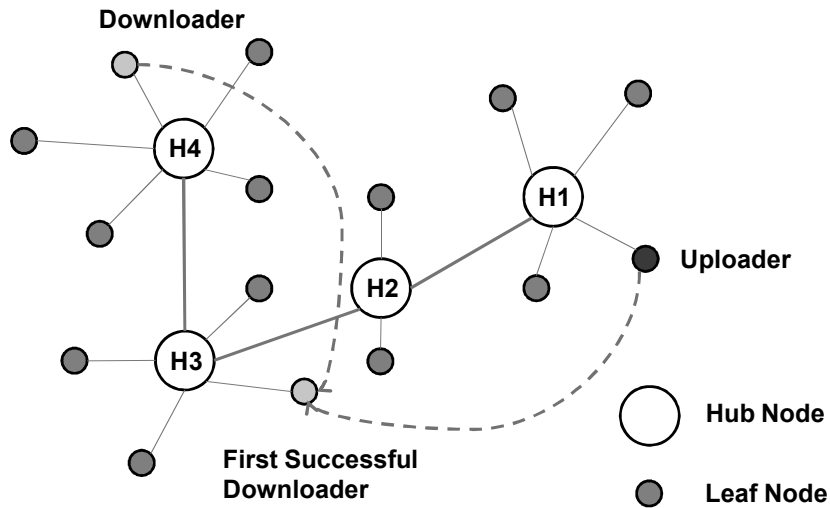 Downloader
H4
H1
Uploader
H2
H3
First Successful
Downloader
Hub Node
Leaf Node